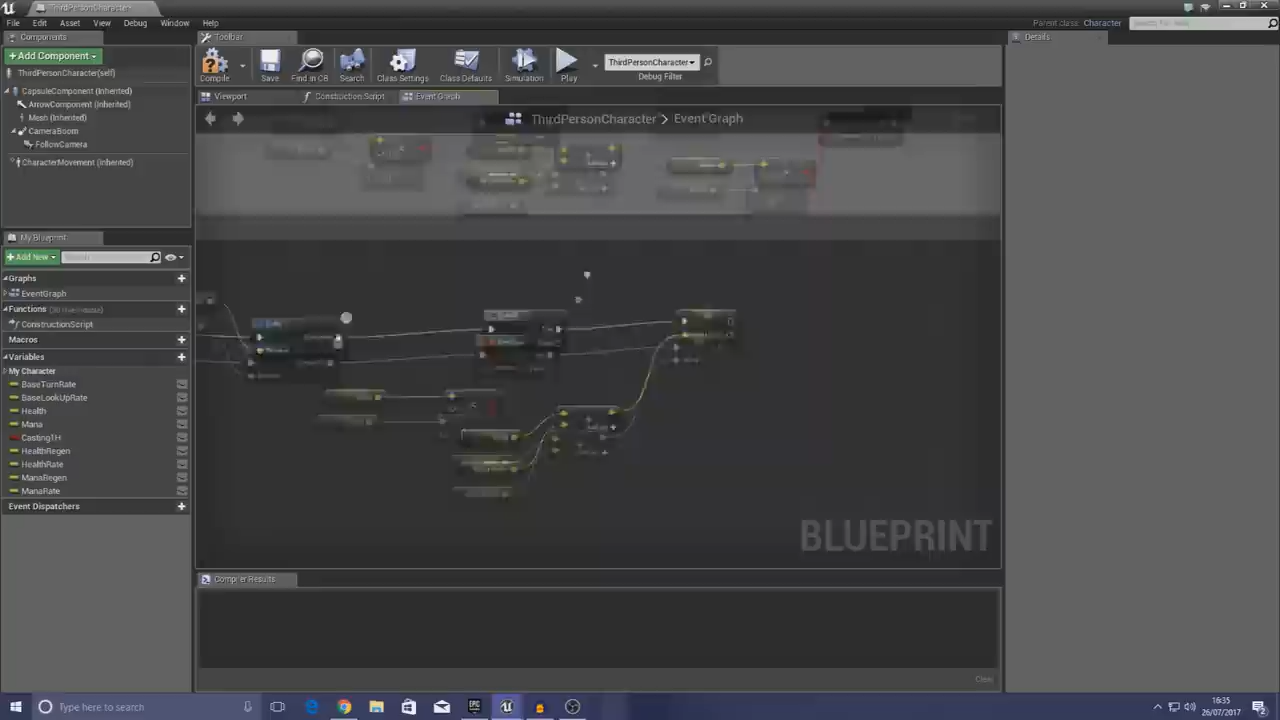 ThirdPersonCharacter*
File Edit Asset View Debug Window Help
Parent class: Character
Components
Toolbar
Details
+Add Component
Compile Save Find in CB Search Class Settings Class Defaults Simulation Play
ThirdPersonCharacter
Debug Filter
ThirdPersonCharacter(self)
CapsuleComponent (Inherited)
ArrowComponent (Inherited)
Mesh (Inherited)
CameraBoom
FollowCamera
CharacterMovement (Inherited)
Viewport Construction Script Event Graph
ThirdPersonCharacter > Event Graph
My Blueprint
+Add New Search
Graphs
EventGraph
Functions
ConstructionScript
Macros
Variables
My Character
BaseTurnRate
BaseLookUpRate
Health
Mana
Casting1H
HealthRegen
HealthRate
ManaRegen
ManaRate
Event Dispatchers
BLUEPRINT
Compiler Results
Clear
Type here to search
16:35
26/07/2017